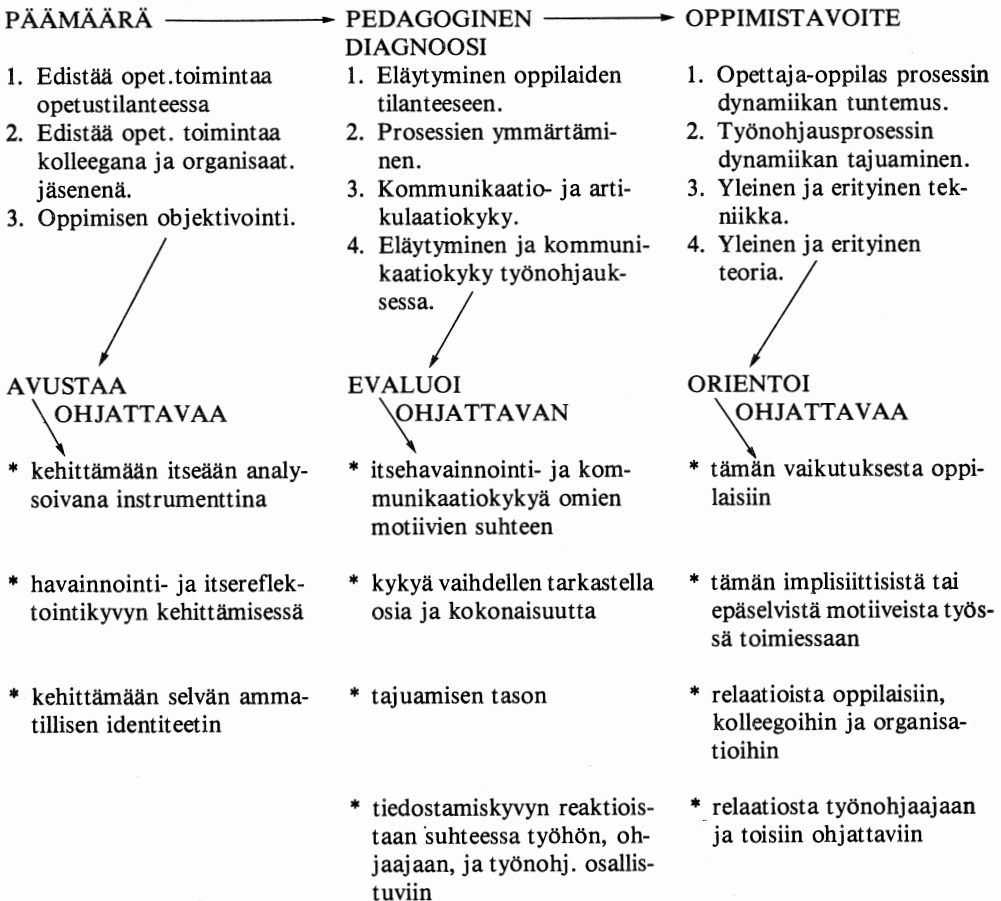 PÄÄMÄÄRÄ
1. Edistää opet.toimintaa
opetustilanteessa
2. Edistää opet. toimintaa
kolleegana ja organisaat.
jäsenenä.
3. Oppimisen objektivointi.
AVUSTAA
OHJATTAVAA
* kehittämään itseään analy-
soivana instrumenttina
* havainnointi- ja itsereflek-
tointikyvyn kehittämisessä
* kehittämään selvän amma-
tillisen identiteetin
PEDAGOGINEN
DIAGNOOSI
1. Eläytyminen oppilaiden
tilanteeseen.
2. Prosessien ymmärtämi-
nen.
3. Kommunikaatio- ja arti-
kulaatiokyky.
4. Eläytyminen ja kommuni-
kaatiokyky työnohjauk-
sessa.
EVALUOI
OHJATTAVAN
* itsehavainnointi- ja kom-
munikaatiokykyä omien
motiivien suhteen
* kykyä vaihdellen tarkastella
osia ja kokonaisuutta
* tajuamisen tason
* tiedostamiskyvyn reaktiois-
taan suhteessa työhön, oh-
jaajaan, ja työnohj. osallis-
tuviin
OPPIMISTAVOITE
1. Opettaja-oppilas prosessin
dynamiikan tuntemus.
2. Työnohjausprosessin
dynamiikan tajuaminen.
3. Yleinen ja erityinen tek-
niikka.
4. Yleinen ja erityinen
teoria.
ORIENTOI
OHJATTAVAA
* tämän vaikutuksesta oppi-
laisiin
* tämän implisiittisistä tai
epäselvistä motiiveista työs-
sä toimiessaan
* relaatioista oppilaisiin,
kolleegoihin ja organisa-
tioihin
* relaatiosta työnohjaajaan
ja toisiin ohjattaviin